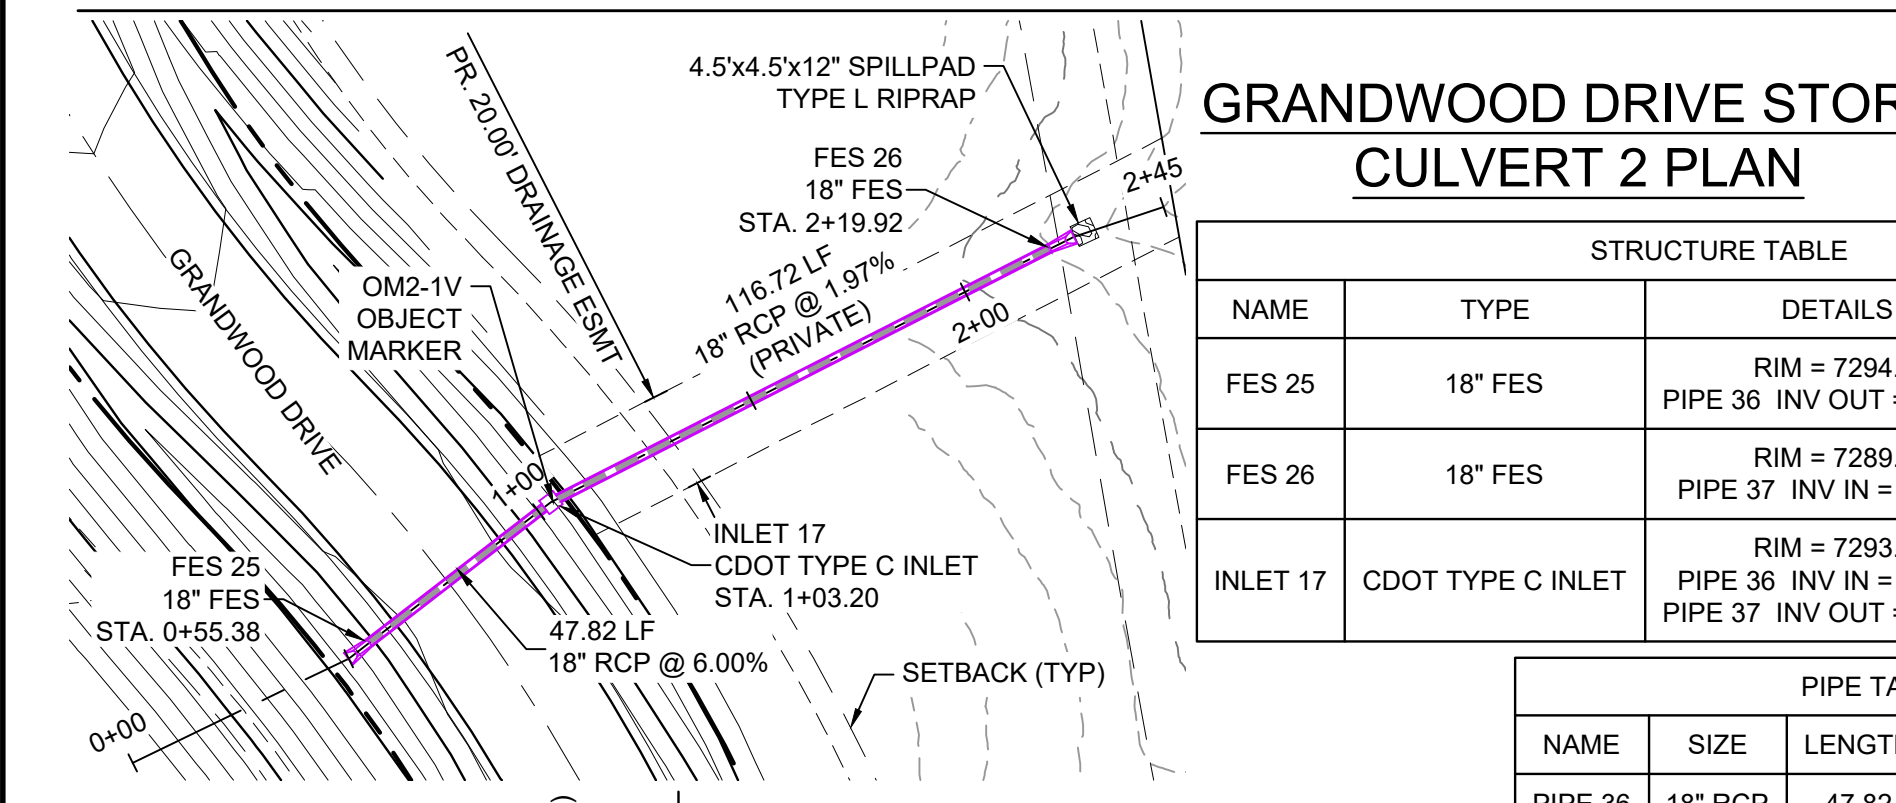 4.5'x4.5'x12" SPILLPAD
TYPE L RIPRAP
PR. 20.00' DRAINAGE ESMT
FES 26
18" FES
STA. 2+19.92
2+45
116.72 LF
18" RCP @ 1.97%
(PRIVATE)
2+00
OM2-1V
OBJECT
MARKER
GRANDWOOD DRIVE
1+00
INLET 17
CDOT TYPE C INLET
STA. 1+03.20
FES 25
18" FES
STA. 0+55.38
47.82 LF
18" RCP @ 6.00%
SETBACK (TYP)
0+00
)
GRANDWOOD DRIVE STOR
CULVERT 2 PLAN
STRUCTURE TABLE
NAME TYPE DETAILS
FES 25 18" FES RIM = 7294.
PIPE 36 INV OUT =
FES 26 18" FES RIM = 7289.
PIPE 37 INV IN =
INLET 17 CDOT TYPE C INLET RIM = 7293.
PIPE 36 INV IN =
PIPE 37 INV OUT =
PIPE TA
NAME SIZE LENGT
PIPE 36 18" RCP 47.82